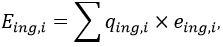 E_{ing,i} = ∑ q_{ing,i} × e_{ing,i},